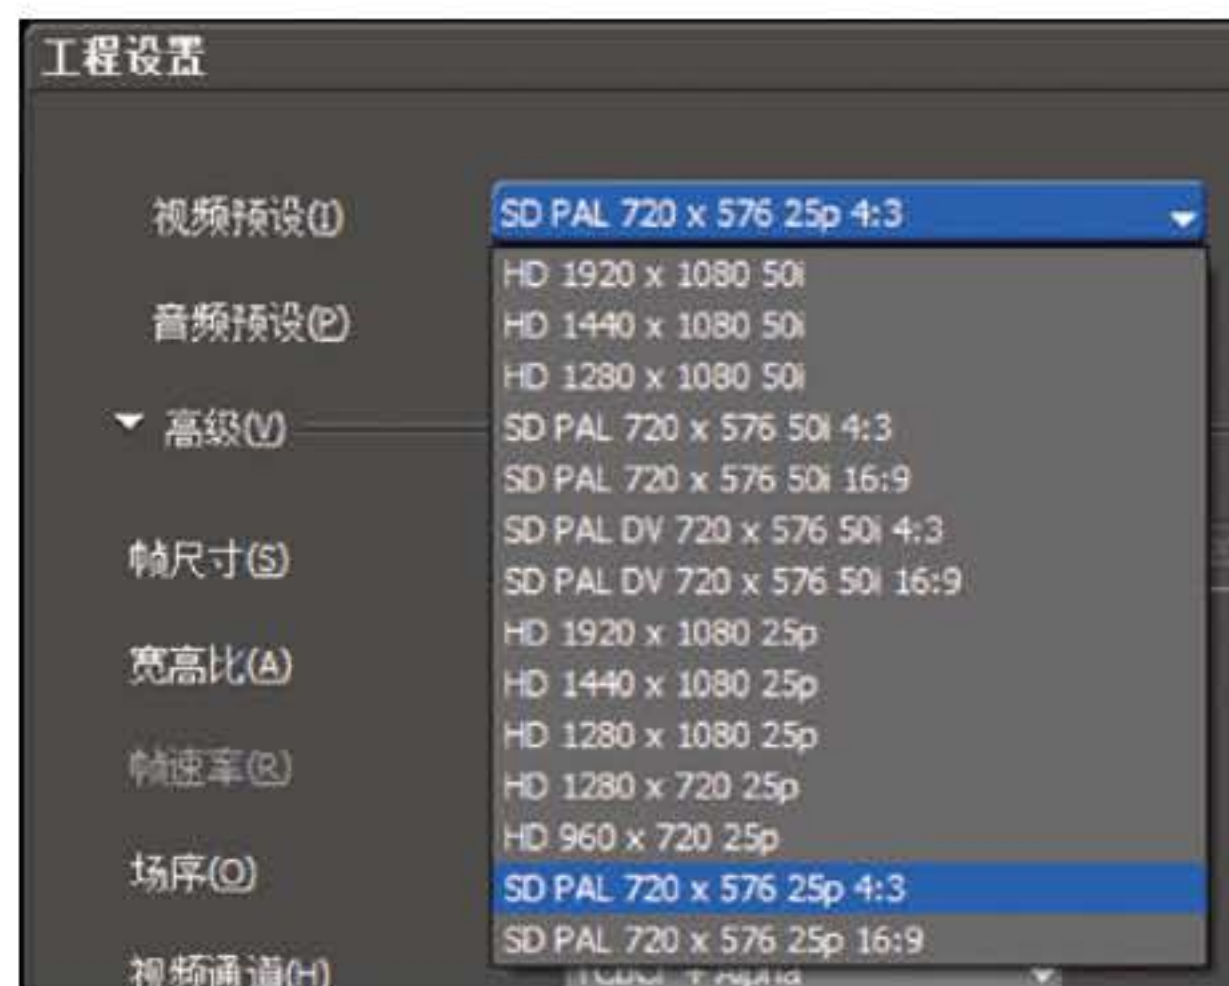 工程设置
视频预设(I)
SD PAL 720 x 576 25p 4:3
HD 1920 x 1080 50i
HD 1440 x 1080 50i
HD 1280 x 1080 50i
SD PAL 720 x 576 50i 4:3
SD PAL 720 x 576 50i 16:9
SD PAL DV 720 x 576 50i 4:3
SD PAL DV 720 x 576 50i 16:9
HD 1920 x 1080 25p
HD 1440 x 1080 25p
HD 1280 x 1080 25p
HD 1280 x 720 25p
HD 960 x 720 25p
SD PAL 720 x 576 25p 4:3
SD PAL 720 x 576 25p 16:9
音频预设(P)
高级(V)
帧尺寸(S)
宽高比(A)
帧速率(R)
场序(O)
视频通道(H)
+ Alpha